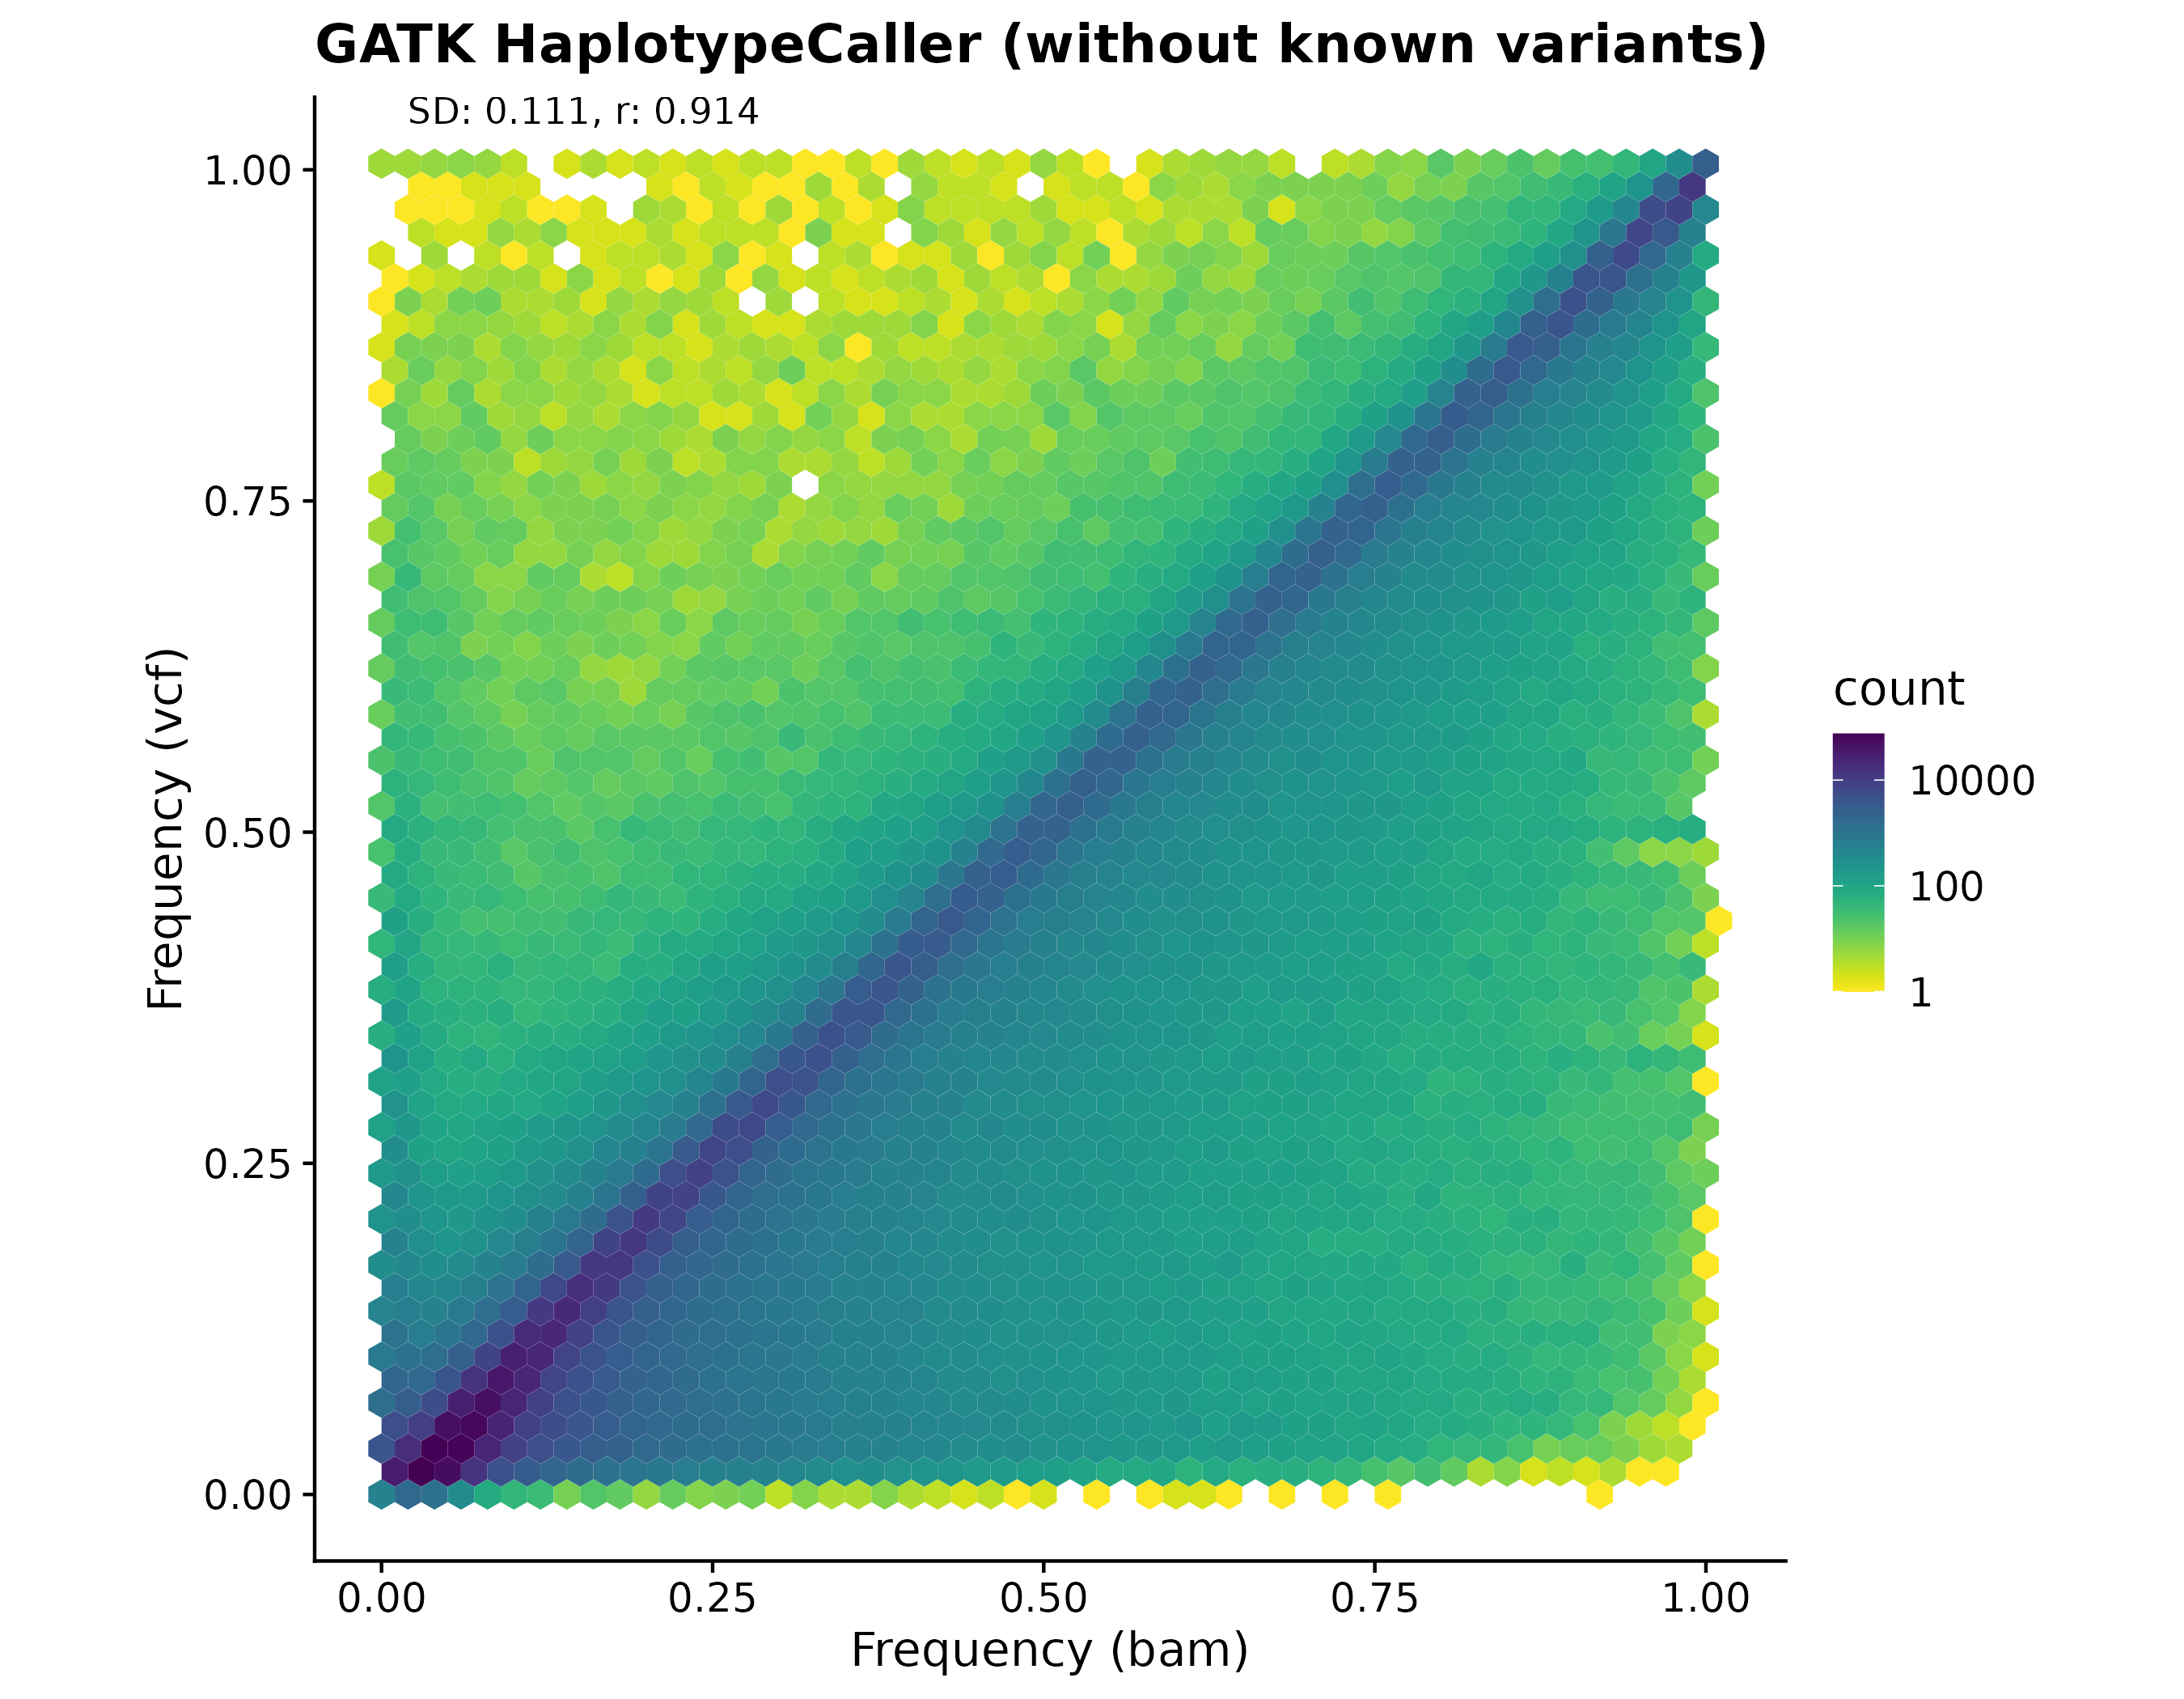 GATK HaplotypeCaller (without known variants)
SD: 0.111, r: 0.914
1.00
0.75
0.50
0.25
0.00
Frequency (vcf)
0.00 0.25 0.50 0.75 1.00
Frequency (bam)
count
10000
100
1